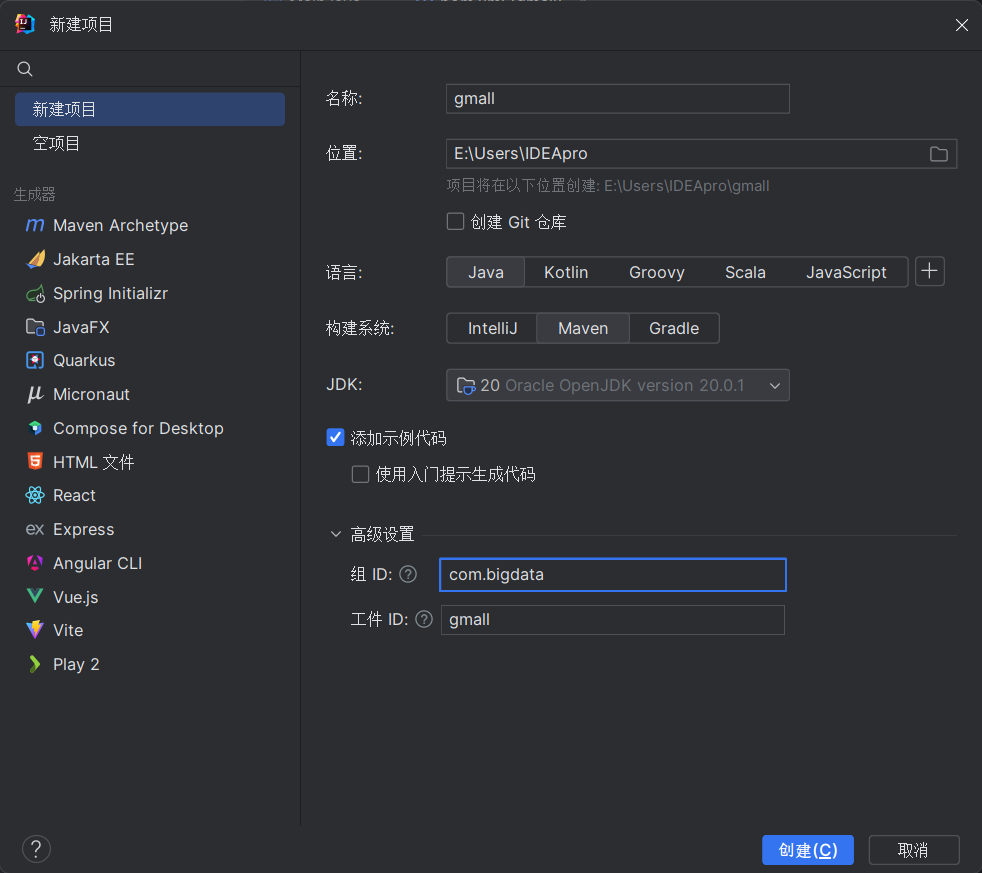 新建项目
新建项目
空项目
生成器
Maven Archetype
Jakarta EE
Spring Initializr
JavaFX
Quarkus
Micronaut
Compose for Desktop
HTML 文件
React
ex Express
Angular CLI
Vue.js
Vite
Play 2
名称: gmall
位置: E:\Users\IDEApro
项目将在以下位置创建: E:\Users\IDEApro\gmall
创建 Git 仓库
语言: Java Kotlin Groovy Scala JavaScript
构建系统: IntelliJ Maven Gradle
JDK: 20 Oracle OpenJDK version 20.0.1
添加示例代码
使用入门提示生成代码
高级设置
组 ID: ? com.bigdata
工件 ID: ? gmall
? 创建(C) 取消